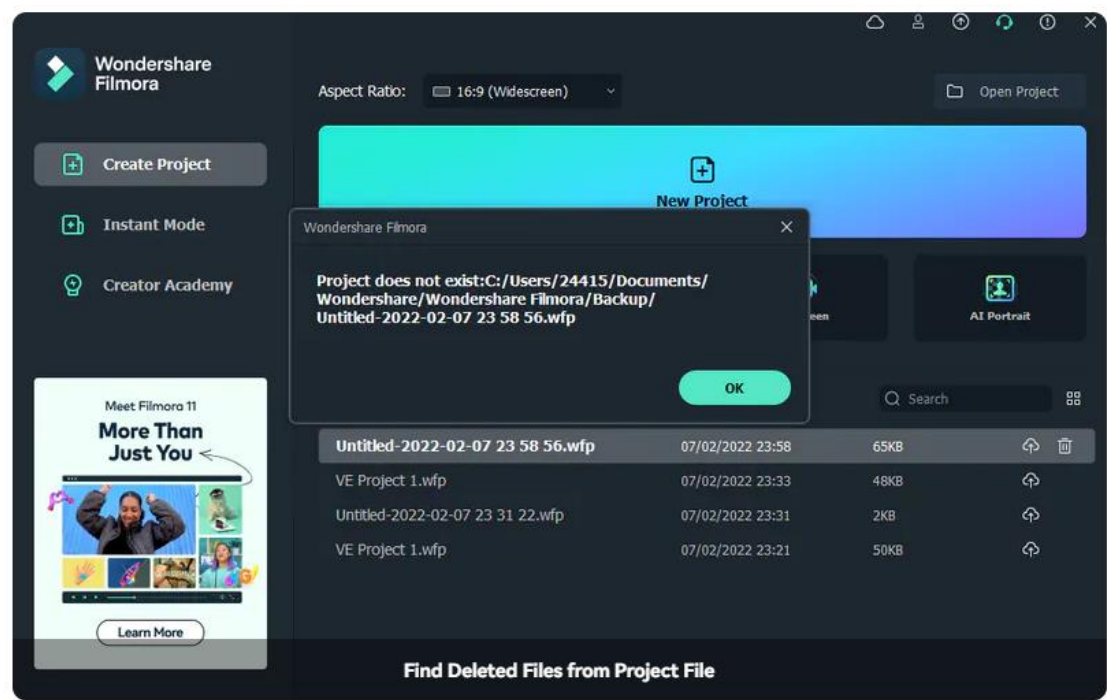 Wondershare
Filmora
Aspect Ratio:
16:9 (Widescreen)
Open Project
Create Project
Instant Mode
Creator Academy
New Project
Wondershare Filmora
Project does not exist:C:/Users/24415/Documents/
Wondershare/Wondershare Filmora/Backup/
Untitled-2022-02-07 23 58 56.wfp
OK
een
AI Portrait
Search
Untitled-2022-02-07 23 58 56.wfp 07/02/2022 23:58 65KB
VE Project 1.wfp 07/02/2022 23:33 48KB
Untitled-2022-02-07 23 31 22.wfp 07/02/2022 23:31 2KB
VE Project 1.wfp 07/02/2022 23:21 50KB
Meet Filmora 11
More Than
Just You
Learn More
Find Deleted Files from Project File